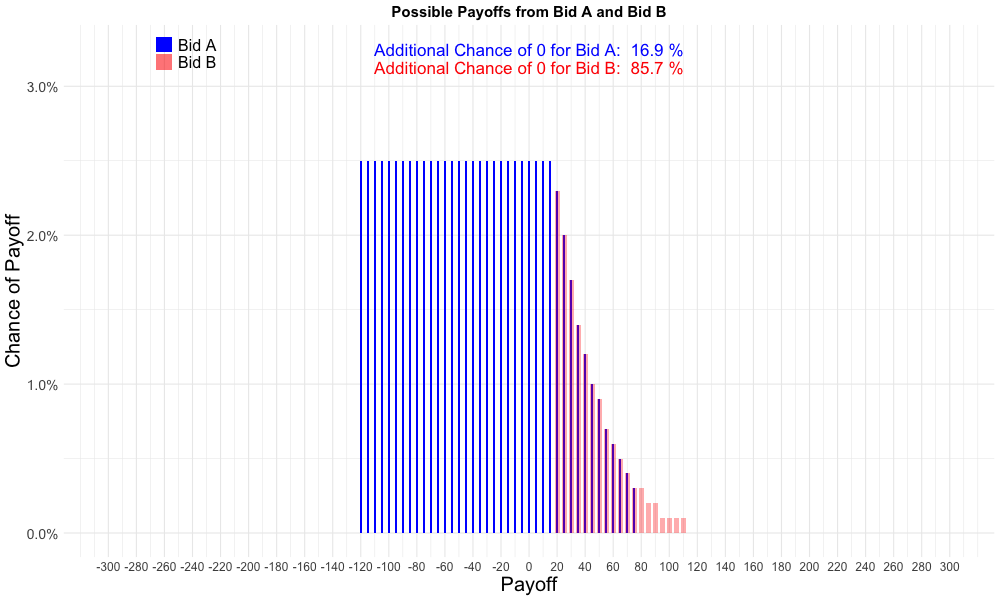 Possible Payoffs from Bid A and Bid B
Bid A
Bid B
Additional Chance of 0 for Bid A: 16.9 %
Additional Chance of 0 for Bid B: 85.7 %
Chance of Payoff
3.0%
2.0%
1.0%
0.0%
-300 -280 -260 -240 -220 -200 -180 -160 -140 -120 -100 -80 -60 -40 -20 0 20 40 60 80 100 120 140 160 180 200 220 240 260 280 300
Payoff